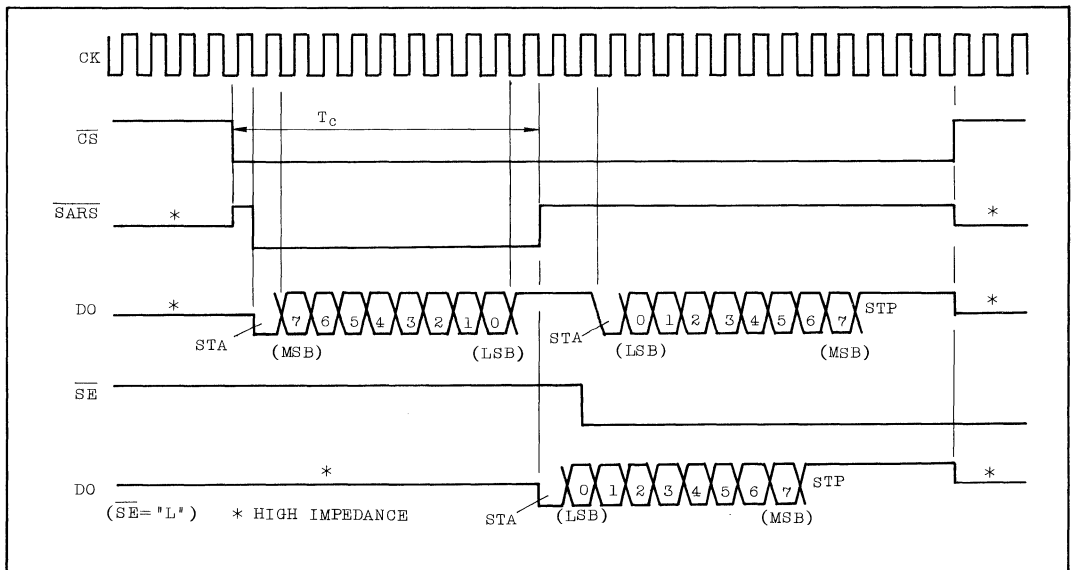 CK
T_C
CS
SARS
*
*
DO
*
7 6 5 4 3 2 1 0
0 1 2 3 4 5 6 7
STP
*
STA
(MSB)
(LSB)
STA
(LSB)
(MSB)
SE
*
DO
0 1 2 3 4 5 6 7
STP
*
(SE="L")
* HIGH IMPEDANCE
STA
(LSB)
(MSB)